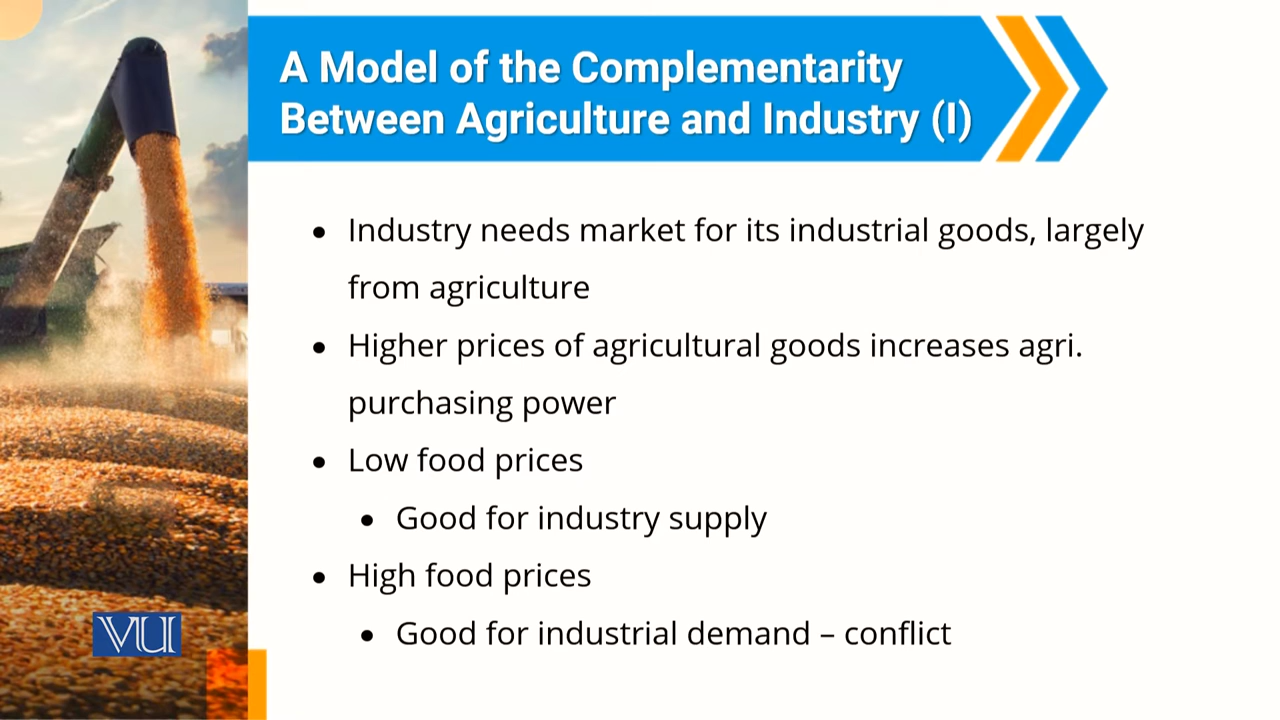 A Model of the Complementarity
Between Agriculture and Industry (I)
• Industry needs market for its industrial goods, largely
from agriculture
• Higher prices of agricultural goods increases agri.
purchasing power
• Low food prices
• Good for industry supply
• High food prices
• Good for industrial demand – conflict
VU